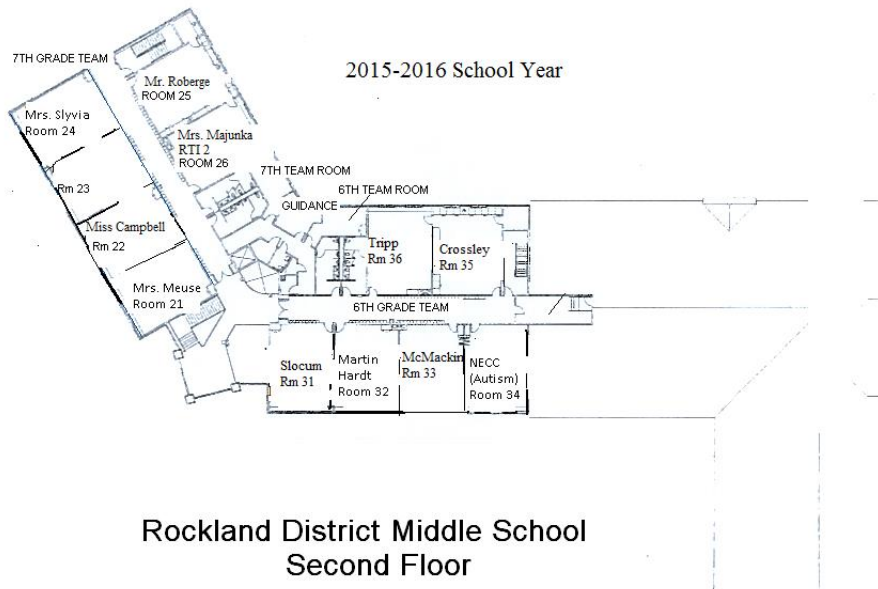 2015-2016 School Year
7TH GRADE TEAM
Mr. Roberge
ROOM 25
Mrs. Slyvia
Room 24
Mrs. Majunka
RTI 2
ROOM 26
7TH TEAM ROOM
Rm 23
6TH TEAM ROOM
GUIDANCE
Miss Campbell
Rm 22
Tripp
Rm 36
Crossley
Rm 35
Mrs. Meuse
Room 21
6TH GRADE TEAM
Slocum
Rm 31
Martin
Hardt
Room 32
McMackin
Rm 33
NECC
(Autism)
Room 34
Rockland District Middle School
Second Floor